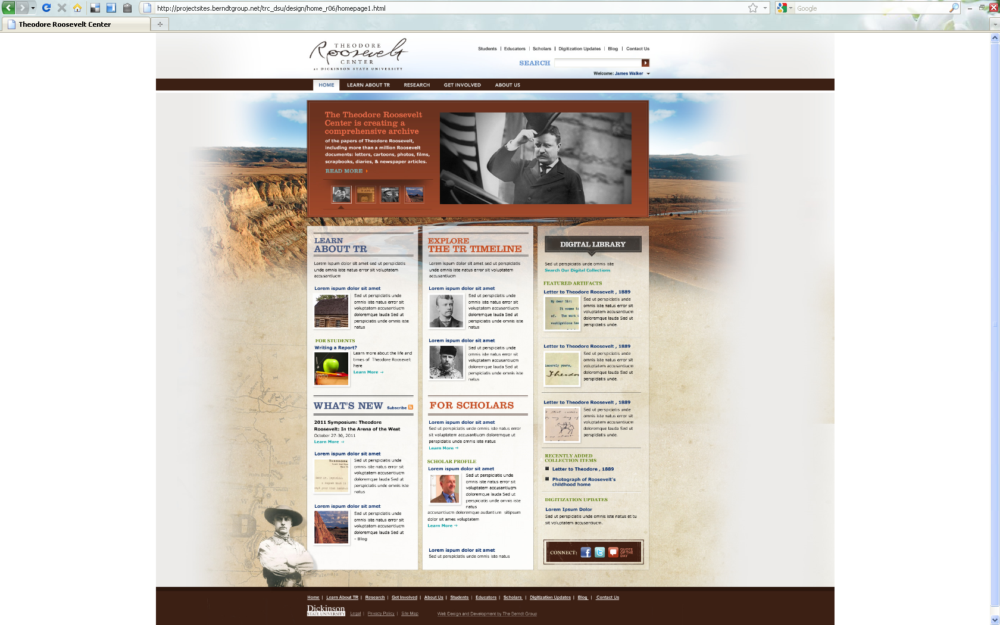 http://projectsites.berndtgroup.net/trc_dsu/design/home_r06/homepage1.html
Google
Theodore Roosevelt Center
THEODORE
Roosevelt
CENTER
at DICKINSON STATE UNIVERSITY
Students | Educators | Scholars | Digitization Updates | Blog | Contact Us
SEARCH
Welcome: James Walker
HOME LEARN ABOUT TR RESEARCH GET INVOLVED ABOUT US
The Theodore Roosevelt
Center is creating a
comprehensive archive
of the papers of Theodore Roosevelt,
including more than a million Roosevelt
documents: letters, cartoons, photos, films,
scrapbooks, diaries, & newspaper articles.
READ MORE
LEARN
ABOUT TR
Lorem ipsum dolor sit amet sed ut perspiciatis
unde omnis iste natus error sit voluptatem
accusantiucm
Lorem ispum dolor sit amet
Sed ut perspiciatis unde
omnis iste natus error sit
voluptatem accusantiucm
doloremque lauda Sed ut
perspiciatis unde omnis iste
natus
FOR STUDENTS
Writing a Report?
Learn more about the life and
times of Theodore Roosevelt
here
Learn More →
WHAT'S NEW Subscribe
2011 Symposium: Theodore
Roosevelt: In the Arena of the West
October 27-30, 2011
Learn More →
Lorem ispum dolor sit amet
Sed ut perspiciatis unde
omnis iste natus error sit
voluptatem accusantiucm
doloremque lauda Sed ut
perspiciatis unde omnis iste
natus
Lorem ispum dolor sit amet
Sed ut perspiciatis unde
omnis iste natus error sit
voluptatem accusantiucm
doloremque lauda Sed ut
- Blog
EXPLORE
THE TR TIMELINE
Lorem ipsum dolor sit amet sed ut perspiciatis
unde omnis iste natus error sit voluptatem
accusantiucm
Lorem ispum dolor sit amet
Sed ut perspiciatis unde
omnis iste natus error sit
voluptatem accusantiucm
doloremque lauda Sed ut
perspiciatis unde omnis iste
natus
Lorem ispum dolor sit amet
Sed ut perspiciatis unde
omnis iste natus error sit
voluptatem accusantiucm
doloremque lauda Sed ut
perspiciatis unde omnis iste
natus
FOR SCHOLARS
Lorem ispum dolor sit amet
Sed ut perspiciatis unde omnis iste natus error
sit voluptatem accusantiucm doloremque ut
perspiciatis unde omnis iste natus
Learn More →
SCHOLAR PROFILE
Lorem ispum dolor sit amet
Sed ut perspiciatis unde
omnis iste natus error sit
voluptatem accusantiucm
doloremque lauda Sed ut
perspiciatis unde omnis iste
natus
accusantium doloremque audantium sitipsum
dolor sit ames voluptatem
Learn More →
Lorem ispum dolor sit amet
Sed ut perspiciatis unde omnis iste natus
DIGITAL LIBRARY
Sed ut perspiciatis unde omnis iste
Search Our Digital Collections
FEATURED ARTIFACTS
Letter to Theodore Roosevelt , 1889
My dear Sir:
Sed ut perspiciatis unde
omnis iste natus error sit
voluptatem accusantiucm
doloremque lauda Sed ut
perspiciatis unde.
Letter to Theodore Roosevelt , 1889
Sed ut perspiciatis unde
omnis iste natus error sit
voluptatem accusantiucm
doloremque lauda Sed ut
perspiciatis unde.
Letter to Theodore Roosevelt , 1889
Sed ut perspiciatis unde
omnis iste natus error sit
voluptatem accusantiucm
doloremque lauda Sed ut
perspiciatis unde.
RECENTLY ADDED
COLLECTION ITEMS
Letter to Theodore , 1889
Photograph of Roosevelt's
childhood home
DIGITIZATION UPDATES
Lorem Ipsum Dolor
Sed ut perspiciatis unde omnis iste natus et tu
sit voluptatem accusantiucm.
CONNECT: QUOTE
OF THE
DAY
Home | Learn About TR | Research | Get Involved | About Us | Students | Educators | Scholars | Digitization Updates | Blog | Contact Us
Dickinson
STATE UNIVERSITY
Legal | Privacy Policy | Site Map
Web Design and Development by The Berndt Group